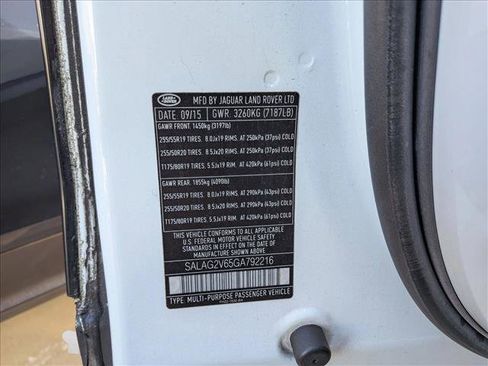 LAND ROVER
MFD BY JAGUAR LAND ROVER LTD
DATE: 09/15 GWR. 3260KG (7187LB)
GAWR FRONT. 1450kg (3197lb)
255/55R19 TIRES. 8.0Jx19 RIMS. AT 250kPa (37psi) COLD
255/50R20 TIRES. 8.5Jx20 RIMS. AT 250kPa (37psi) COLD
T175/80R19 TIRES. 5.5Jx19 RIM. AT 420kPa (61psi) COLD
GAWR REAR. 1855kg (4090lb)
255/55R19 TIRES. 8.0Jx19 RIMS. AT 290kPa (43psi) COLD
255/50R20 TIRES. 8.5Jx20 RIMS. AT 290kPa (43psi) COLD
T175/80R19 TIRES. 5.5Jx19 RIM. AT 420kPa (61psi) COLD
THIS VEHICLE CONFORMS TO ALL APPLICABLE
U.S. FEDERAL MOTOR VEHICLE SAFETY STANDARDS
IN EFFECT ON THE DATE OF
MANUFACTURE SHOWN ABOVE
SALAG2V65GA792216
TYPE: MULTI-PURPOSE PASSENGER VEHICLE